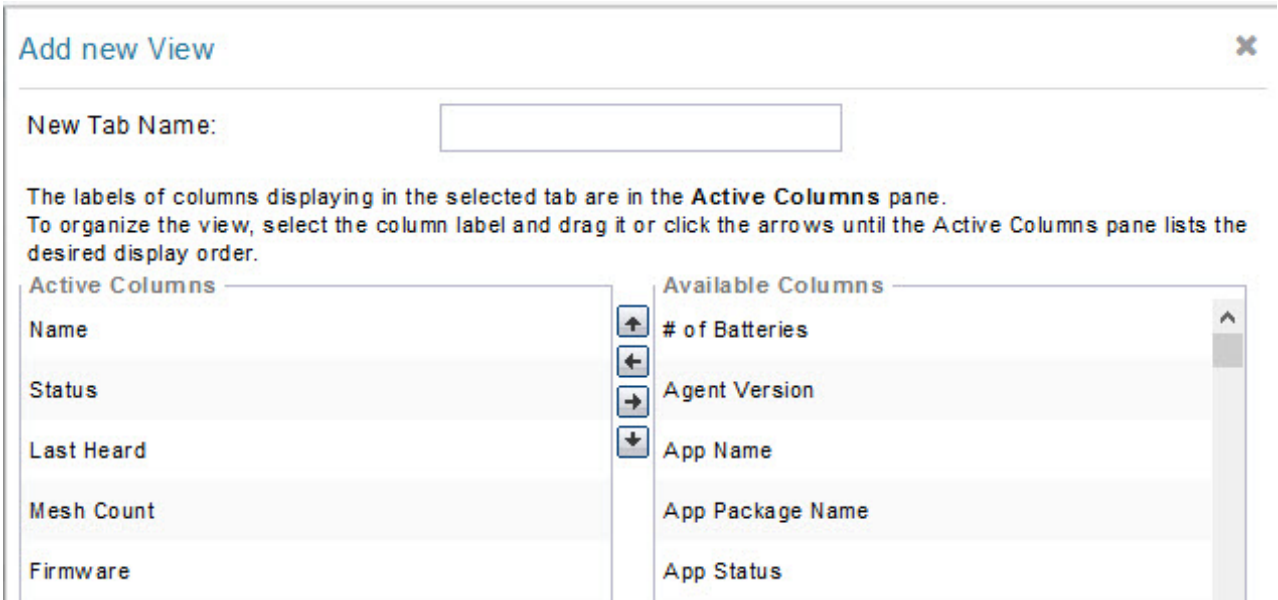 Add new View
New Tab Name:
The labels of columns displaying in the selected tab are in the Active Columns pane.
To organize the view, select the column label and drag it or click the arrows until the Active Columns pane lists the
desired display order.
Active Columns
Name
Status
Last Heard
Mesh Count
Firmware
Available Columns
# of Batteries
Agent Version
App Name
App Package Name
App Status